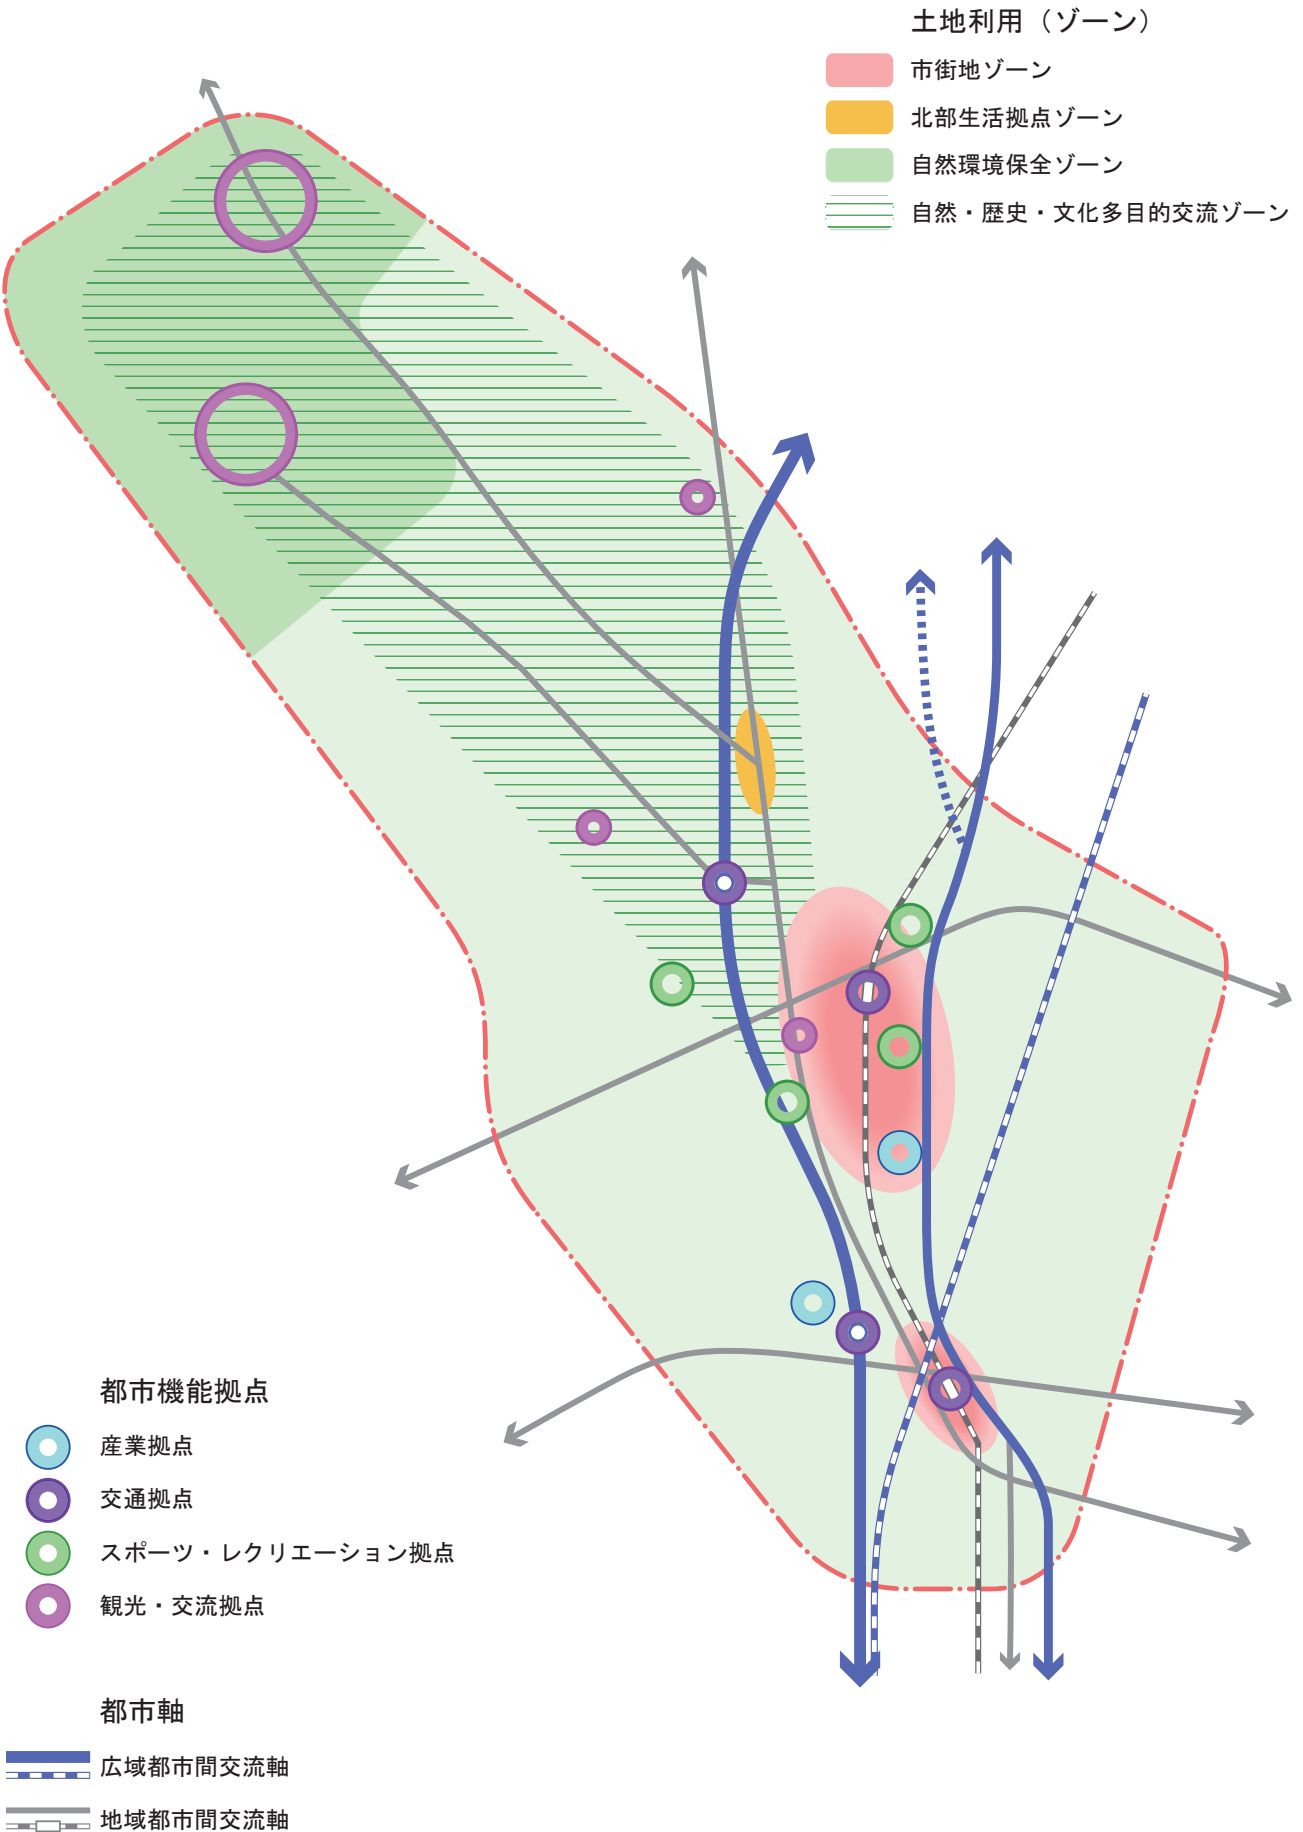 土地利用（ゾーン）
市街地ゾーン
北部生活拠点ゾーン
自然環境保全ゾーン
自然・歴史・文化多目的交流ゾーン
都市機能拠点
産業拠点
交通拠点
スポーツ・レクリエーション拠点
観光・交流拠点
都市軸
広域都市間交流軸
地域都市間交流軸